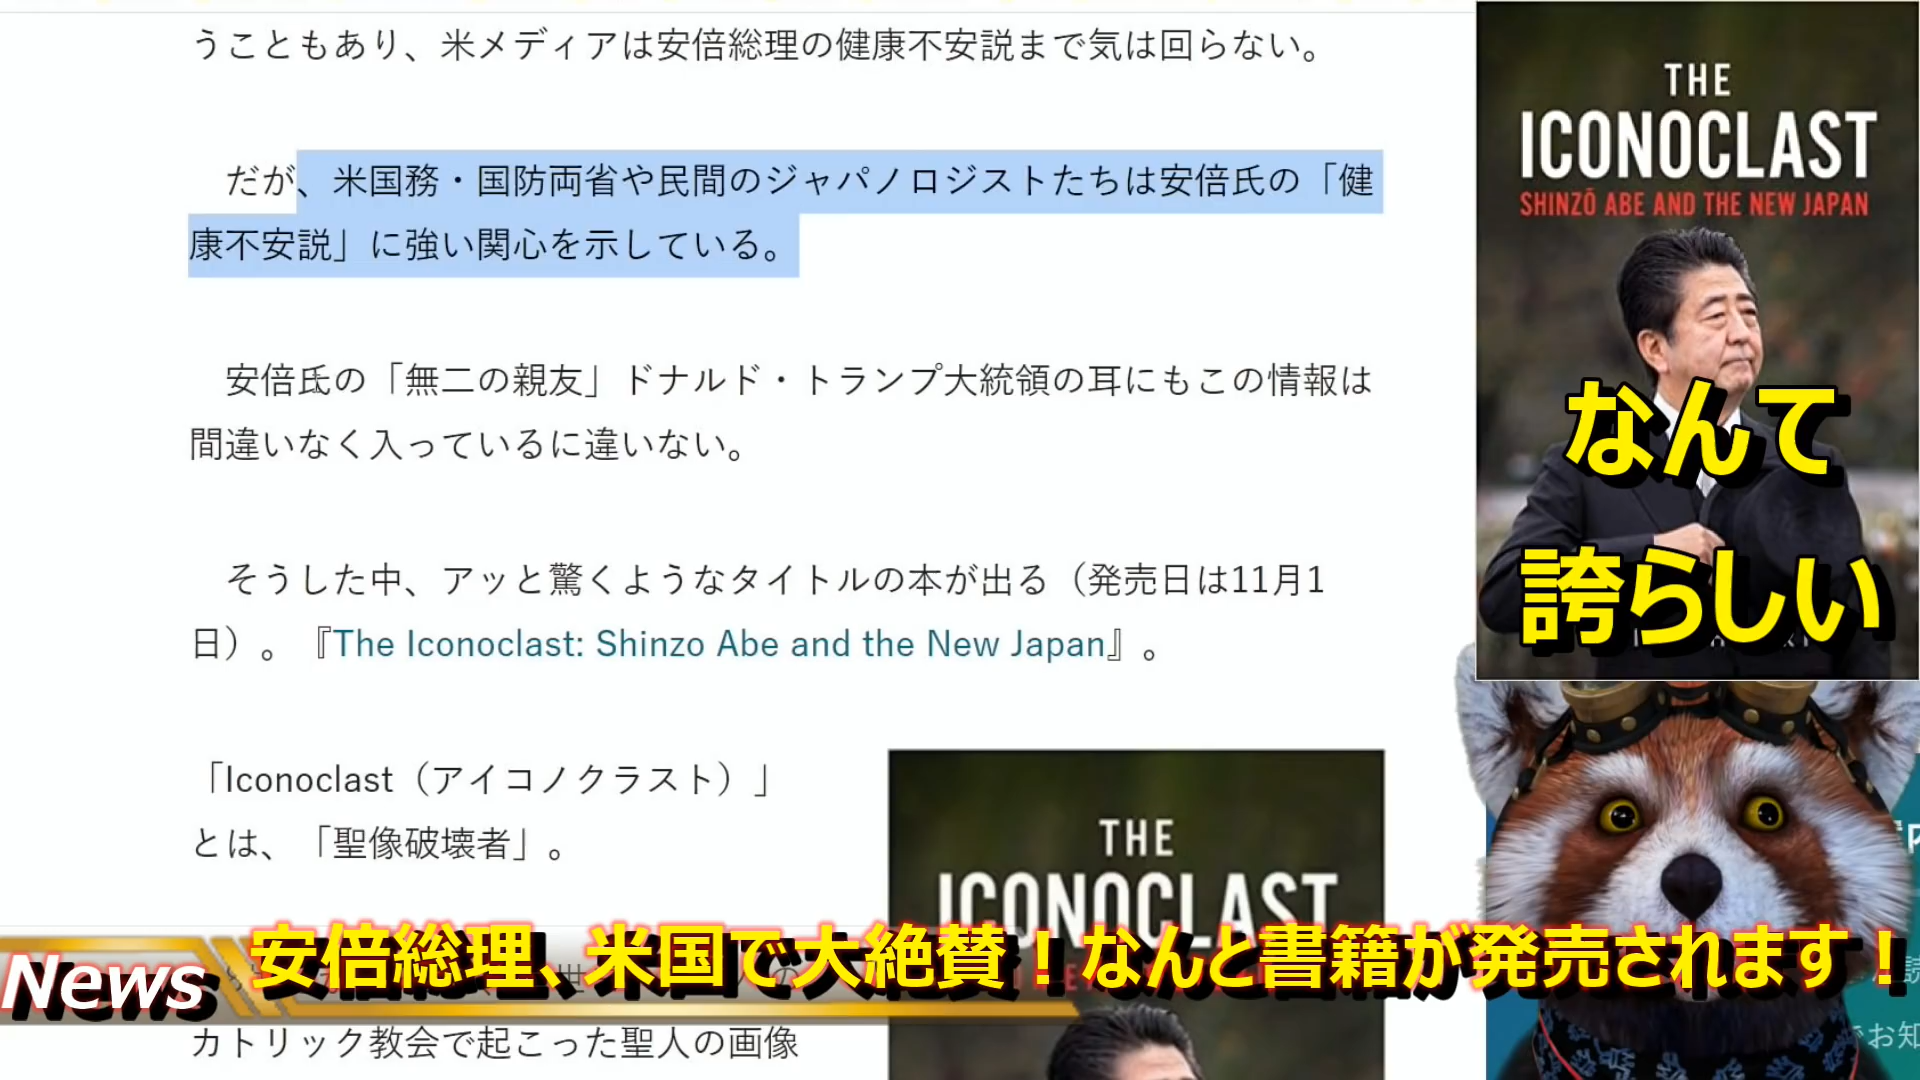 うこともあり、米メディアは安倍総理の健康不安説まで気は回らない。
だが、米国務・国防両省や民間のジャパノロジストたちは安倍氏の「健
康不安説」に強い関心を示している。
安倍氏の「無二の親友」ドナルド・トランプ大統領の耳にもこの情報は
間違いなく入っているに違いない。
そうした中、アッと驚くようなタイトルの本が出る（発売日は11月1
日）。『The Iconoclast: Shinzo Abe and the New Japan』。
「Iconoclast（アイコノクラスト）」
とは、「聖像破壊者」。
カトリック教会で起こった聖人の画像
THE
ICONOCLAST
THE
ICONOCLAST
SHINZŌ ABE AND THE NEW JAPAN
なんて
誇らしい
News
安倍総理、米国で大絶賛！なんと書籍が発売されます！
お知